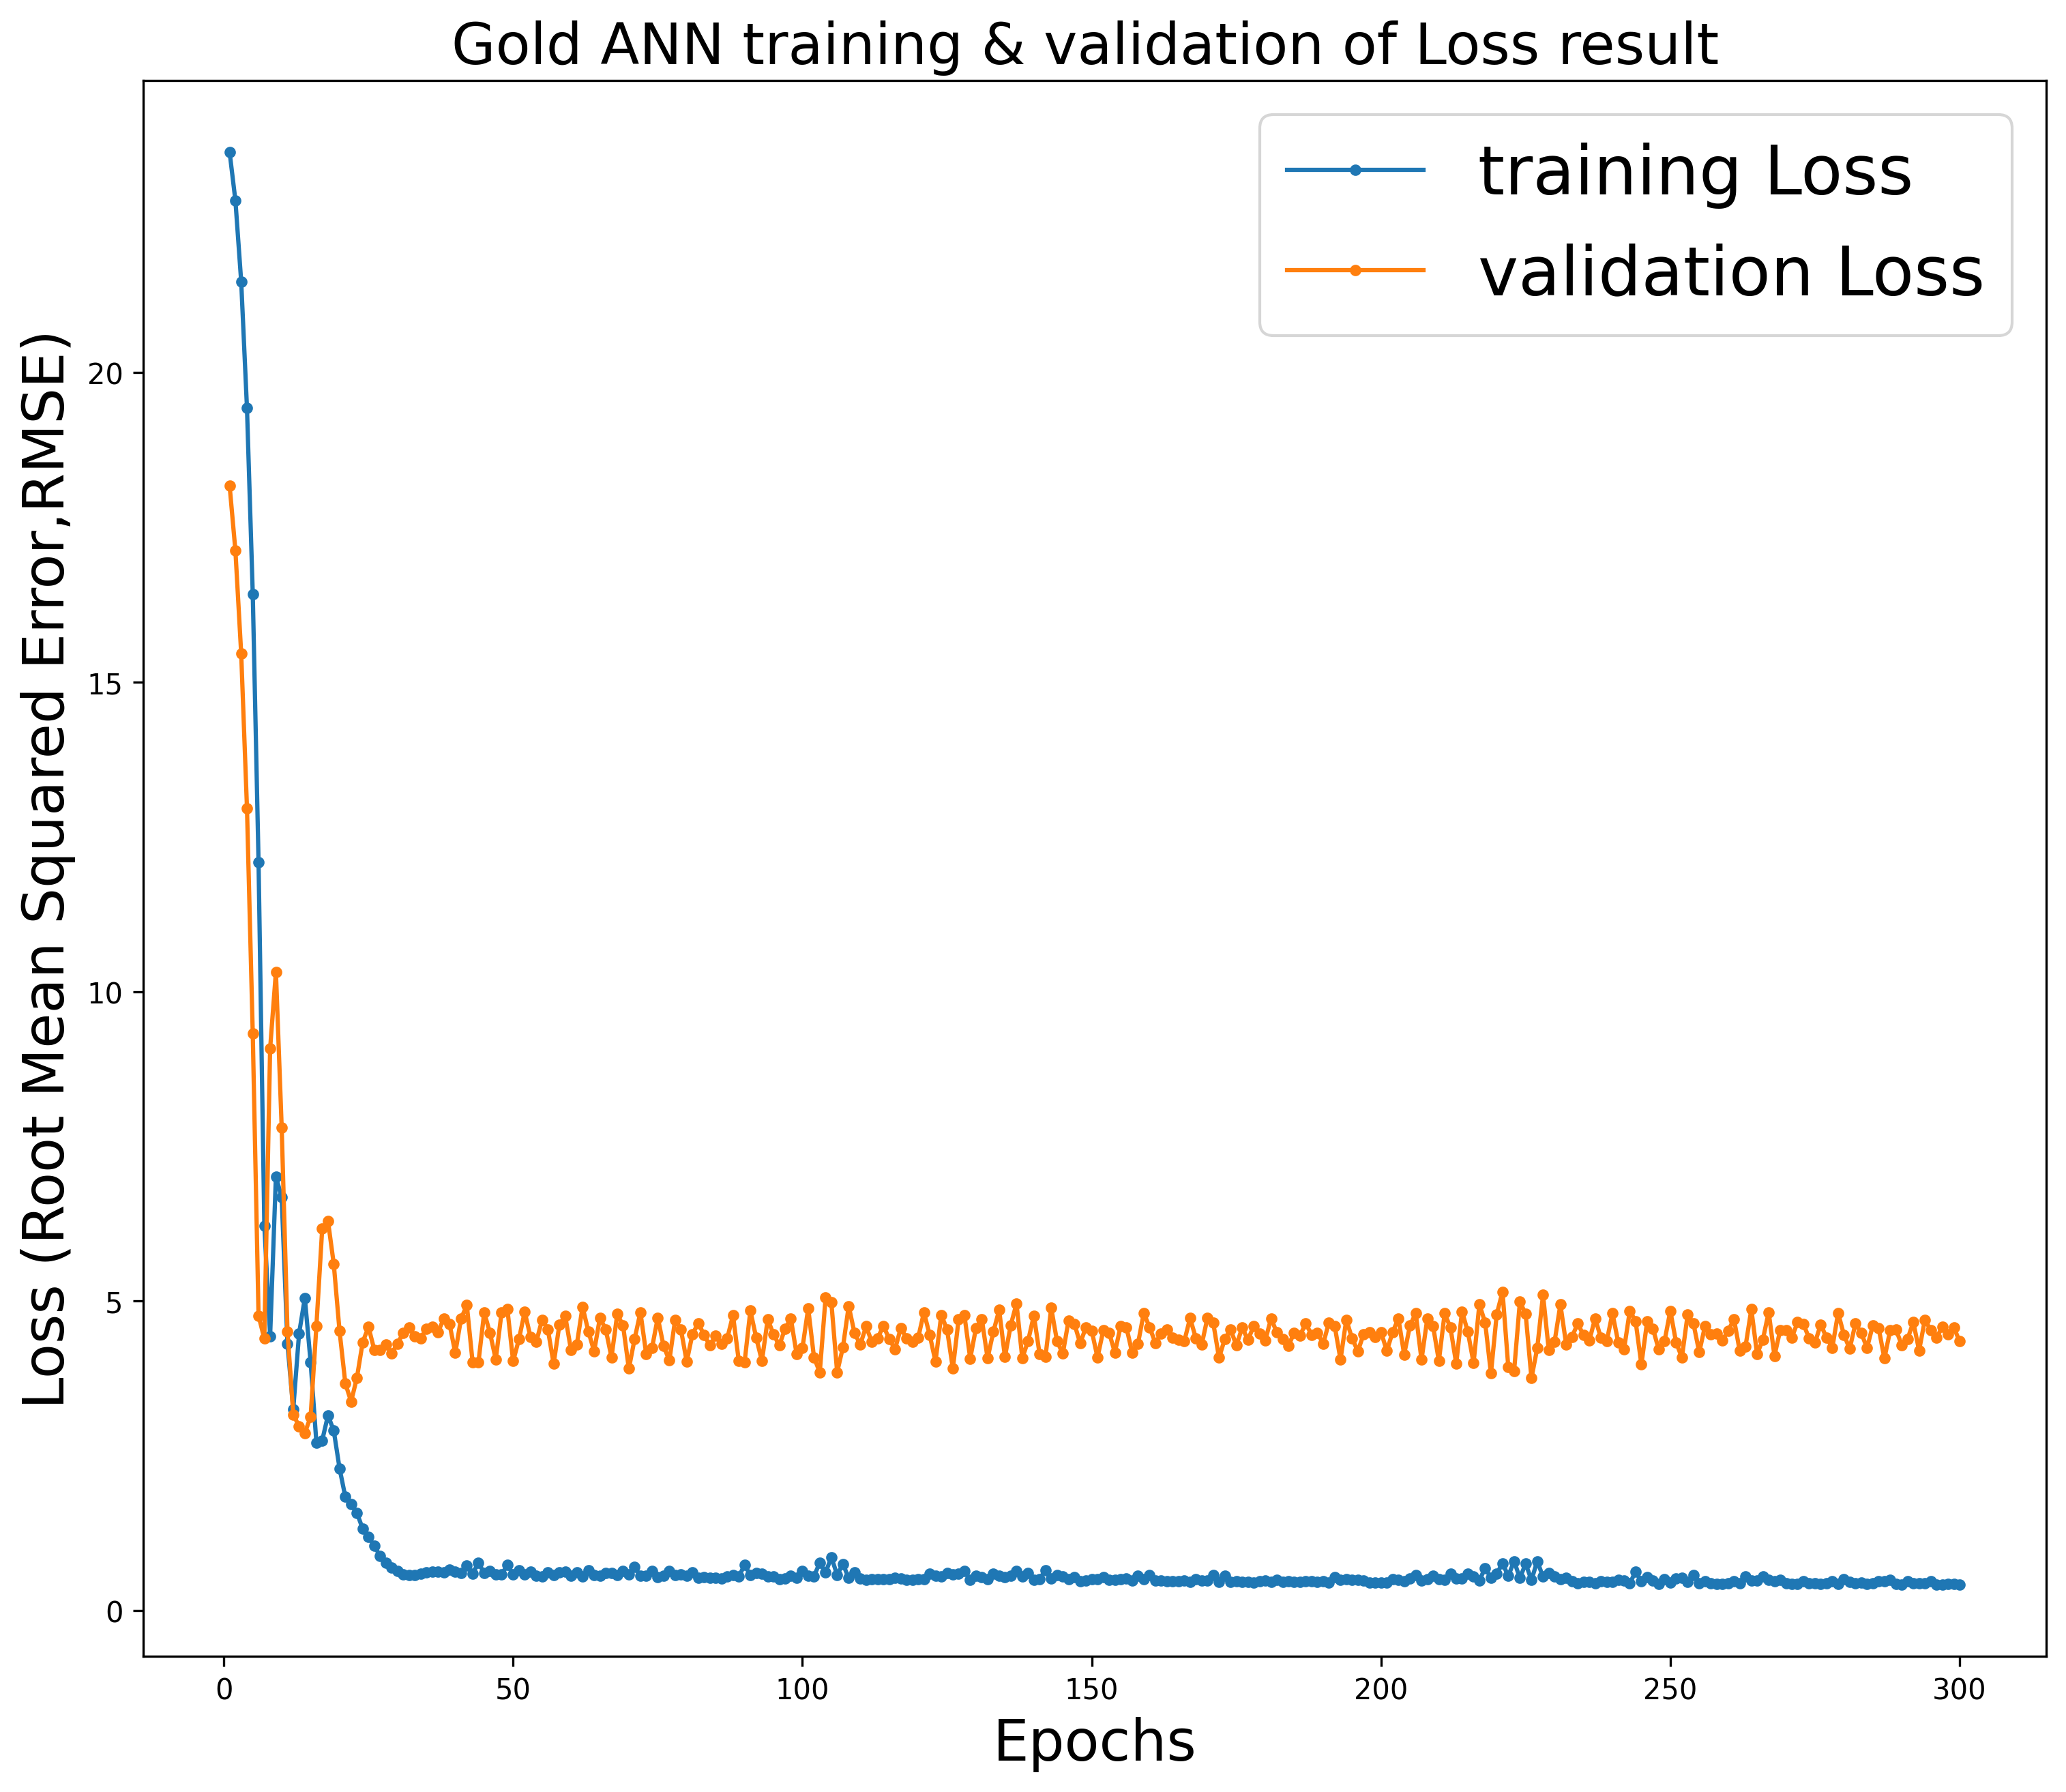 Gold ANN training & validation of Loss result
training Loss
validation Loss
Loss (Root Mean Squared Error,RMSE)
20
15
10
5
0
0 50 100 150 200 250 300
Epochs